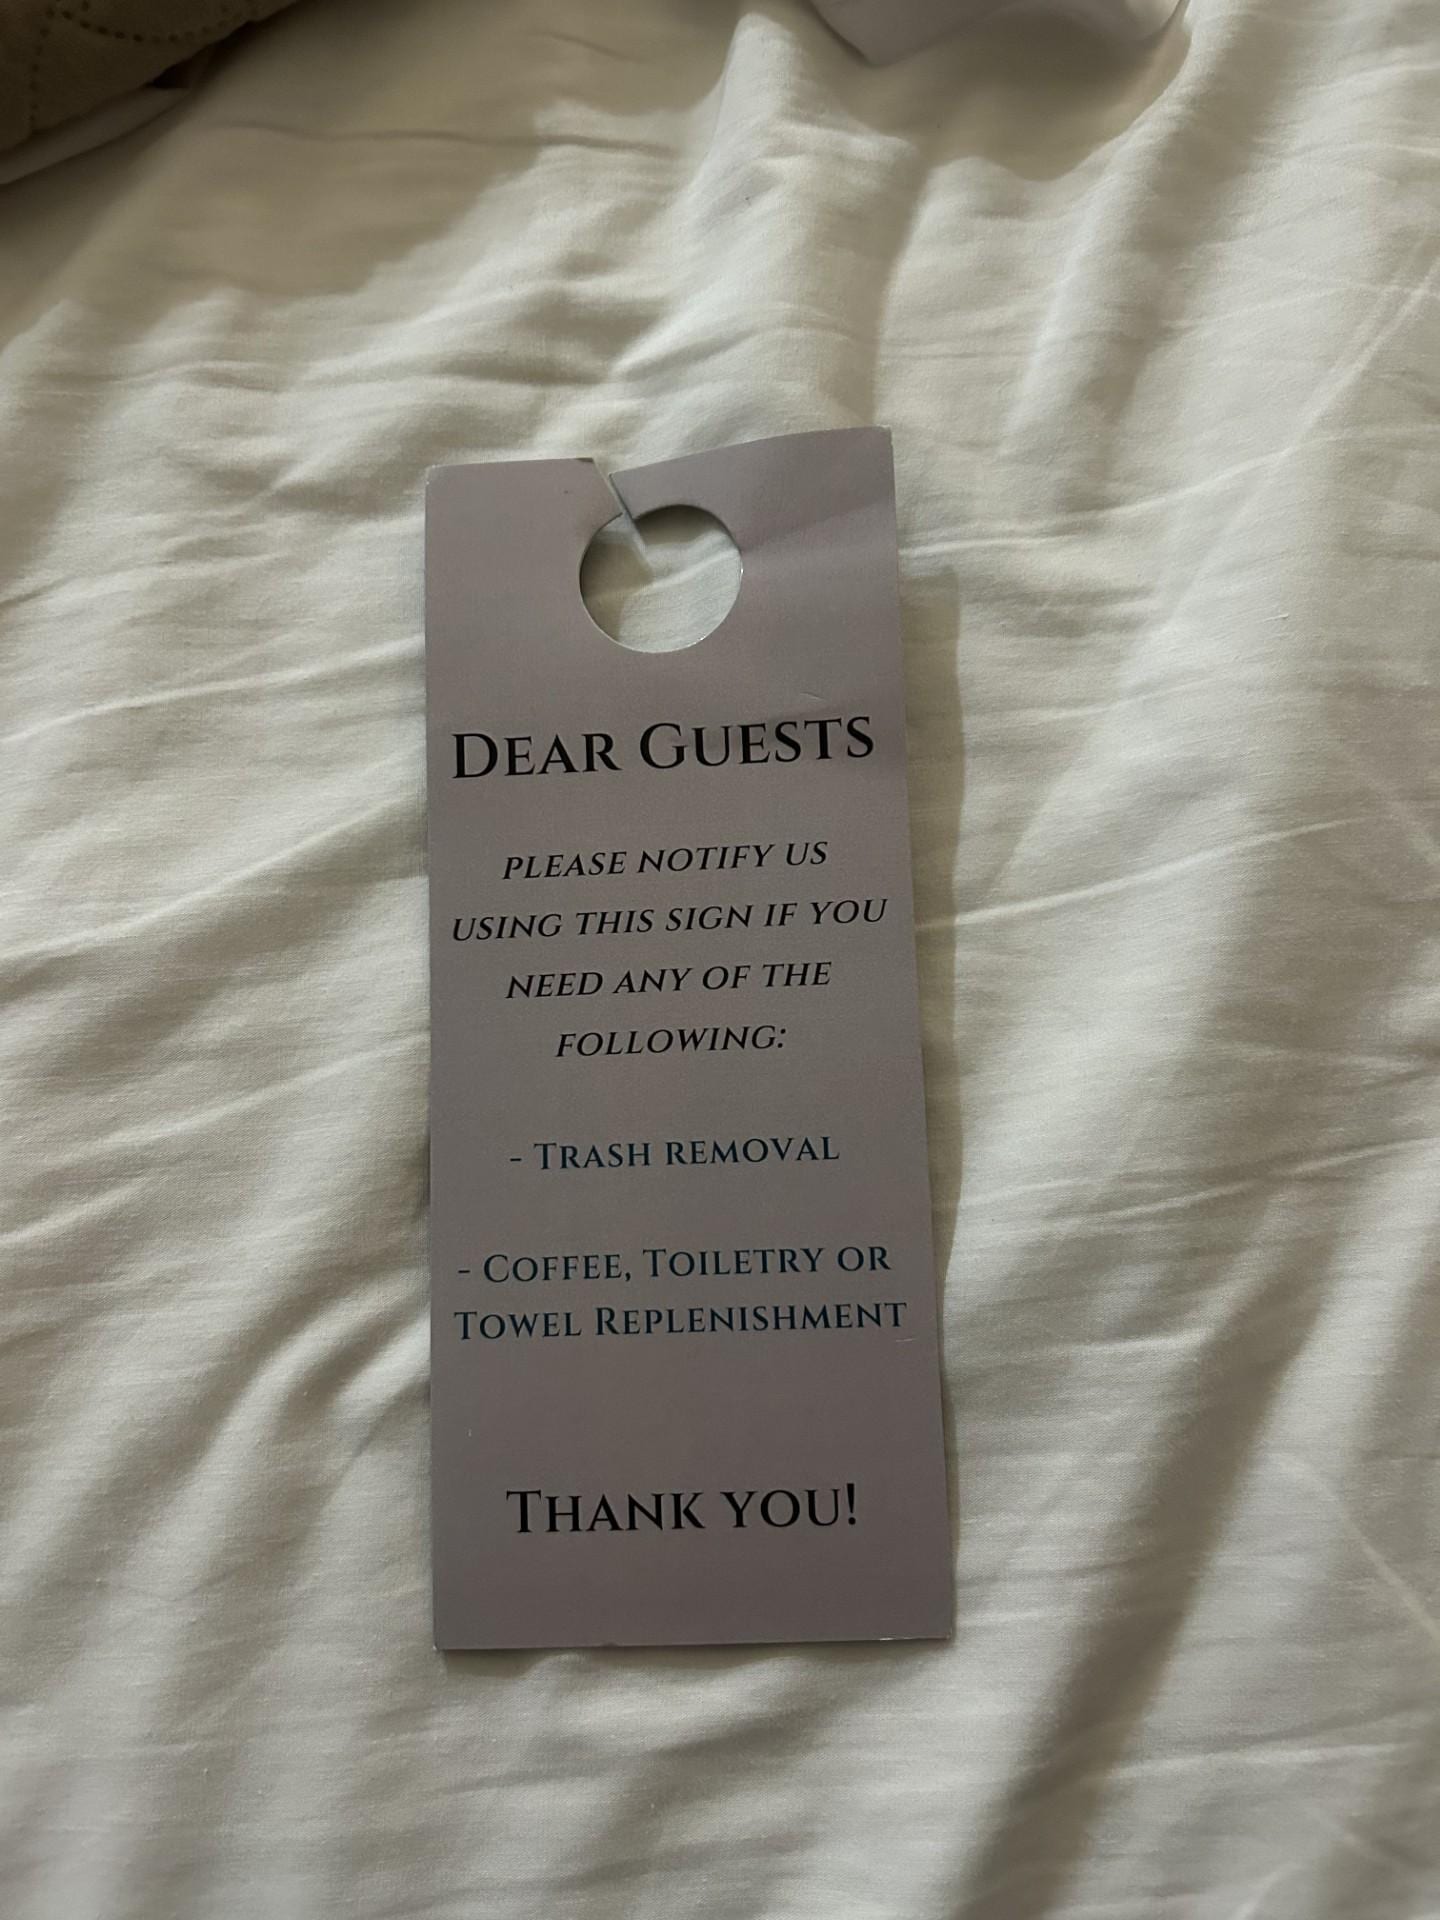 Dear Guests
please notify us
using this sign if you
need any of the
following:
- Trash removal
- Coffee, Toiletry or
Towel Replenishment
Thank you!